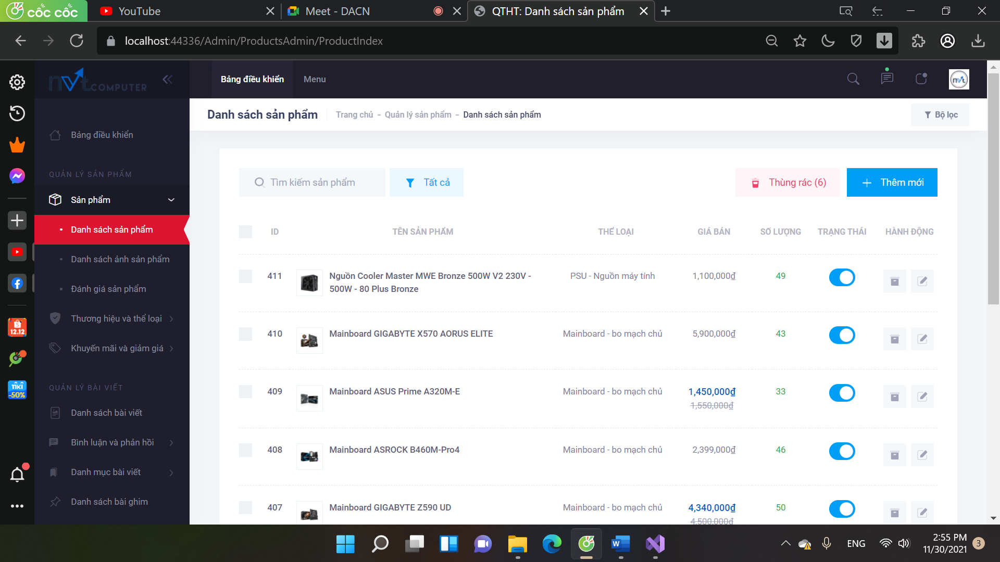 cốc cốc
YouTube
Meet - DACN
QTHT: Danh sách sản phẩm
localhost:44336/Admin/ProductsAdmin/ProductIndex
nvt COMPUTER
Bảng điều khiển
Menu
nvt
Danh sách sản phẩm
Trang chủ - Quản lý sản phẩm - Danh sách sản phẩm
Bộ lọc
Bảng điều khiển
QUẢN LÝ SẢN PHẨM
Sản phẩm
Danh sách sản phẩm
Danh sách ảnh sản phẩm
Đánh giá sản phẩm
Thương hiệu và thể loại
Khuyến mãi và giảm giá
QUẢN LÝ BÀI VIẾT
Danh sách bài viết
Bình luận và phản hồi
Danh mục bài viết
Danh sách bài ghim
12.12
TIKI
-50%
Tìm kiếm sản phẩm
Tất cả
Thùng rác (6)
Thêm mới
ID TÊN SẢN PHẨM THỂ LOẠI GIÁ BÁN SỐ LƯỢNG TRẠNG THÁI HÀNH ĐỘNG
411 Nguồn Cooler Master MWE Bronze 500W V2 230V - PSU - Nguồn máy tính 1,100,000₫ 49
500W - 80 Plus Bronze
410 Mainboard GIGABYTE X570 AORUS ELITE Mainboard - bo mạch chủ 5,900,000₫ 43
409 Mainboard ASUS Prime A320M-E Mainboard - bo mạch chủ 1,450,000₫ 33
1,550,000₫
408 Mainboard ASROCK B460M-Pro4 Mainboard - bo mạch chủ 2,399,000₫ 46
407 Mainboard GIGABYTE Z590 UD Mainboard - bo mạch chủ 4,340,000₫ 50
4,500,000₫
W
ENG
2:55 PM
11/30/2021
3